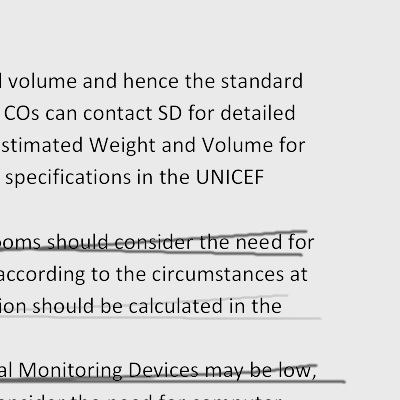 volume and hence the standard
COs can contact SD for detailed
stimated Weight and Volume for
specifications in the UNICEF
ooms should consider the need for
according to the circumstances at
ion should be calculated in the
al Monitoring Devices may be low,